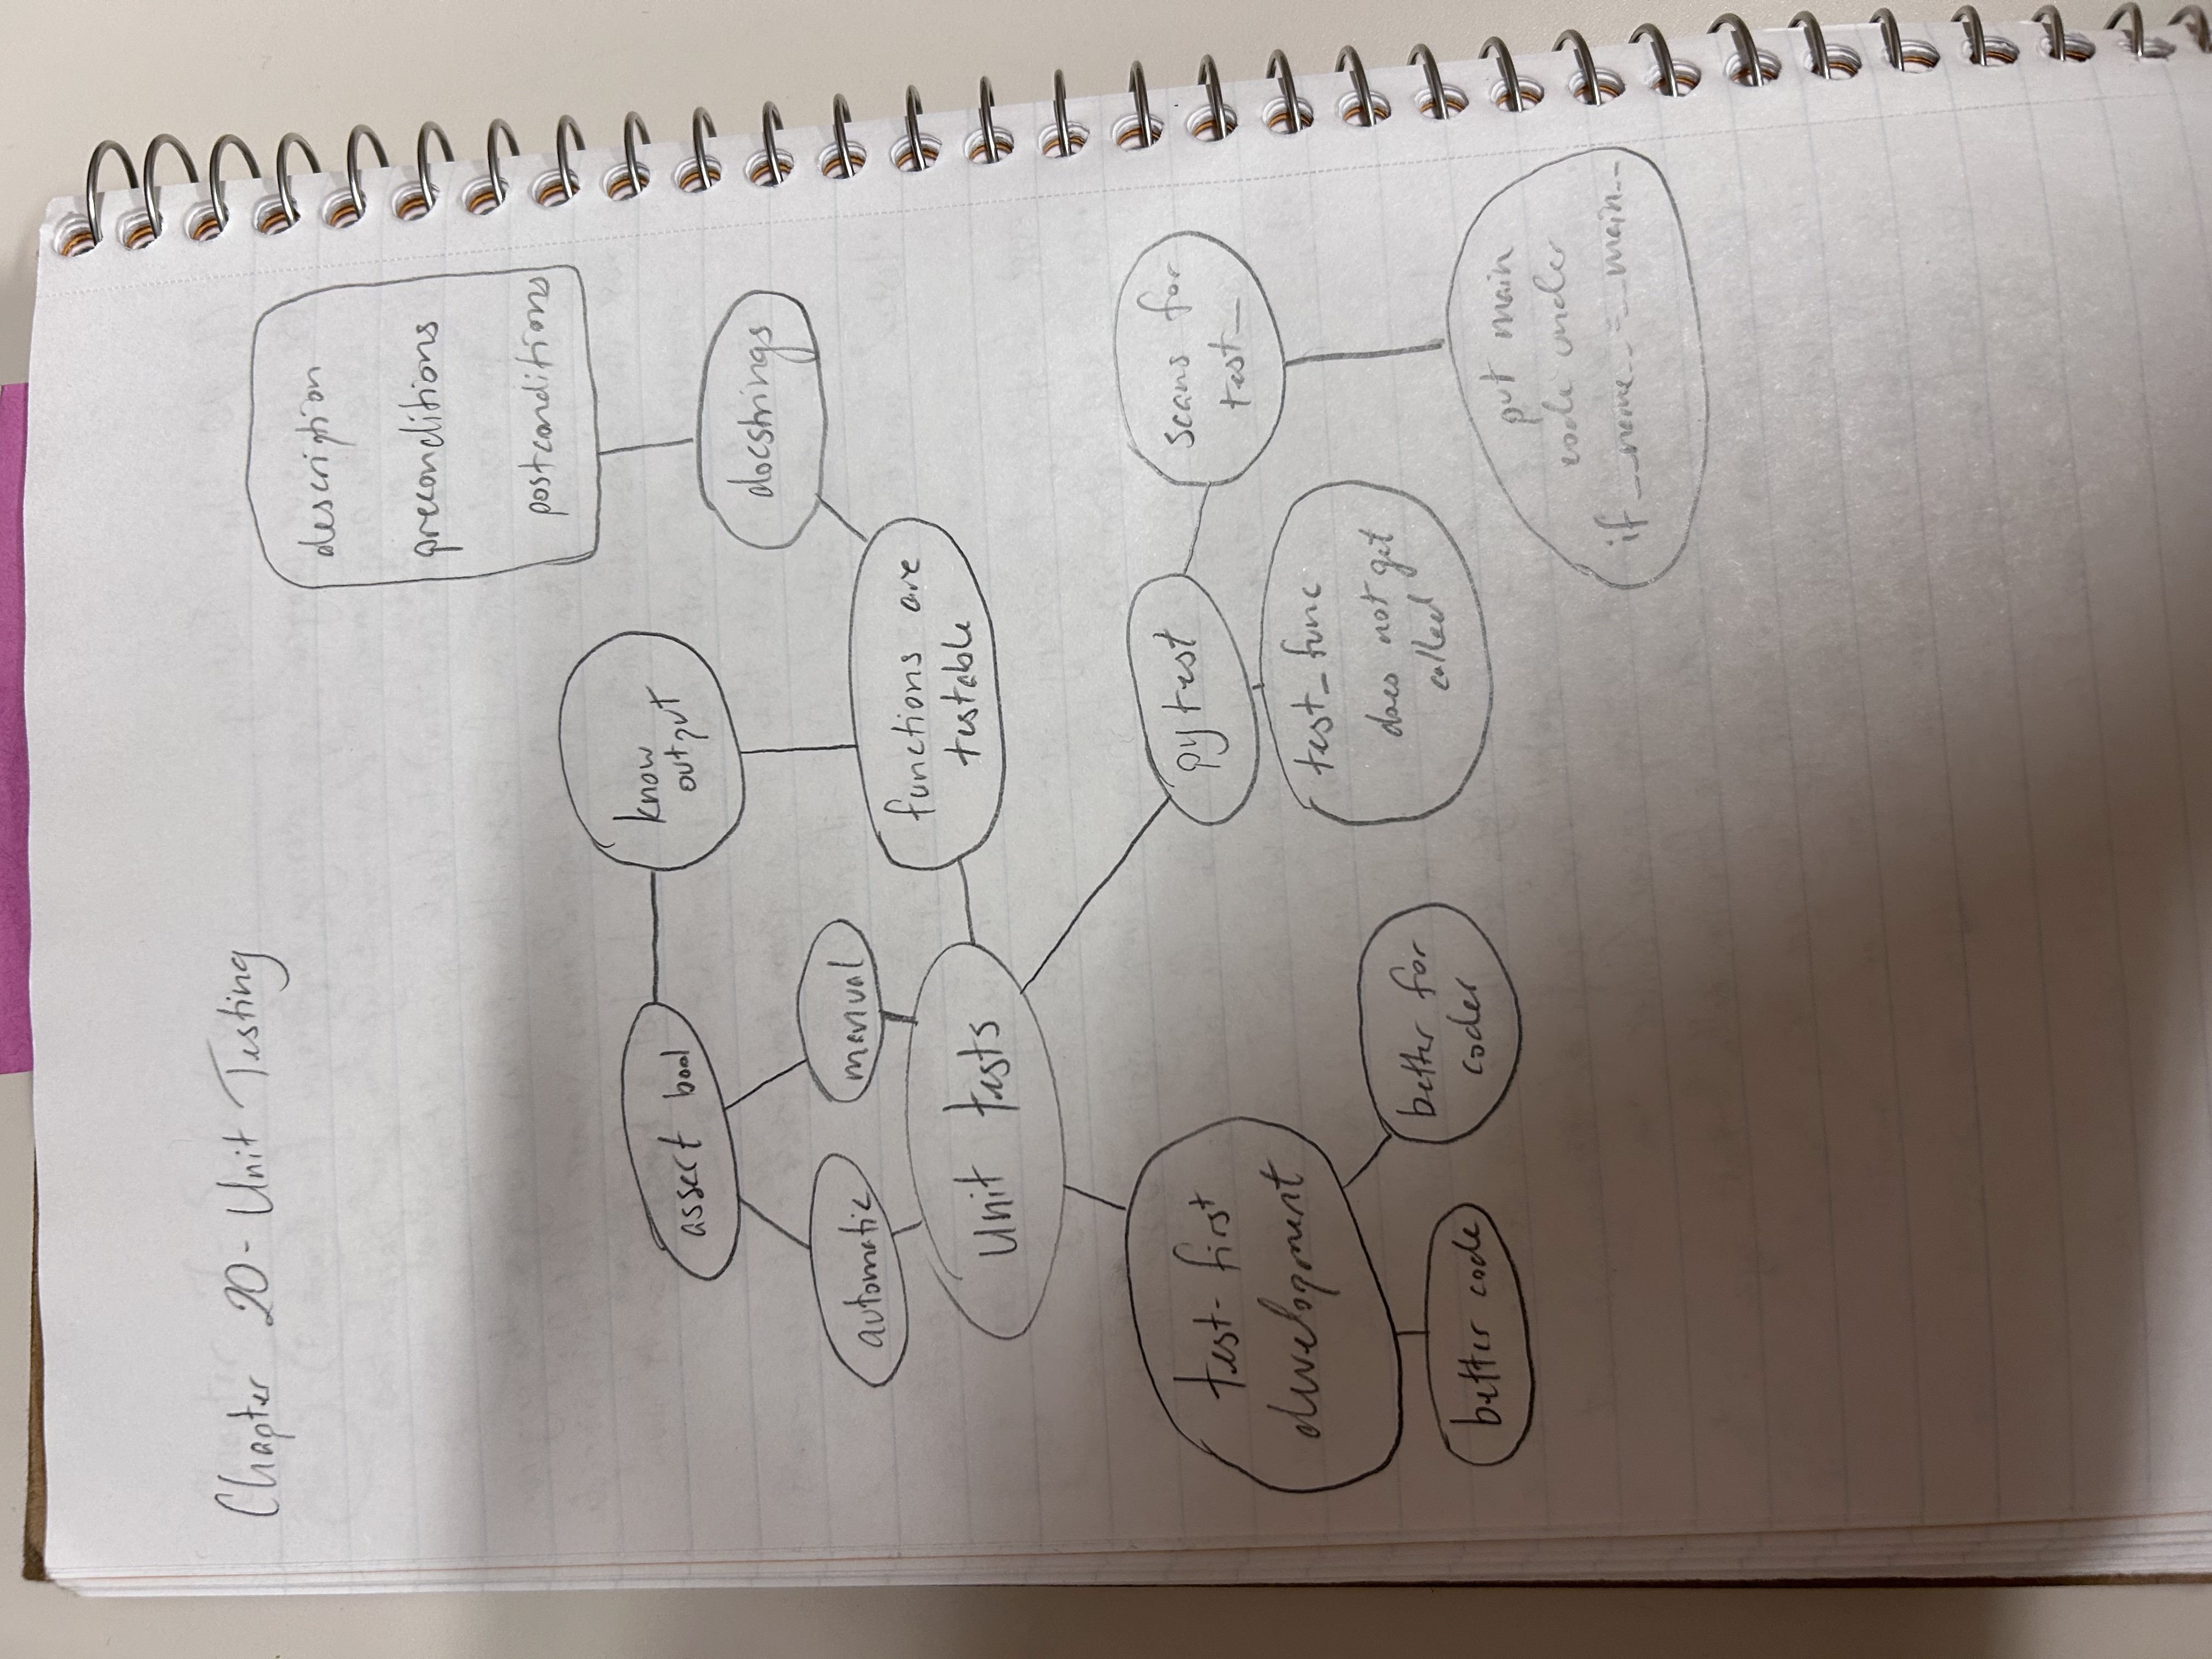 Chapter 20 - Unit Testing
description
preconditions
postconditions
know
output
assert bool
docstrings
automatic
manual
functions are
testable
Unit tests
test-first
development
pytest
scans for
test_
test_func
does not get
called
better for
coder
better code
put main
code under
if __name__ = __main__